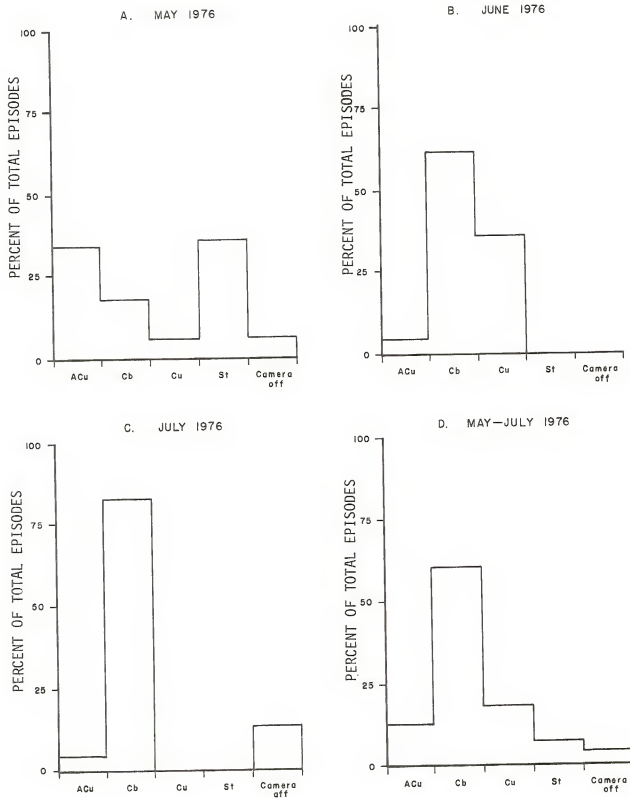 A. MAY 1976
PERCENT OF TOTAL EPISODES
100
75
50
25
0
ACu Cb Cu St Camera off
B. JUNE 1976
PERCENT OF TOTAL EPISODES
100
75
50
25
0
ACu Cb Cu St Camera off
C. JULY 1976
PERCENT OF TOTAL EPISODES
100
75
50
25
0
ACu Cb Cu St Camera off
D. MAY—JULY 1976
PERCENT OF TOTAL EPISODES
100
75
50
25
0
ACu Cb Cu St Camera off